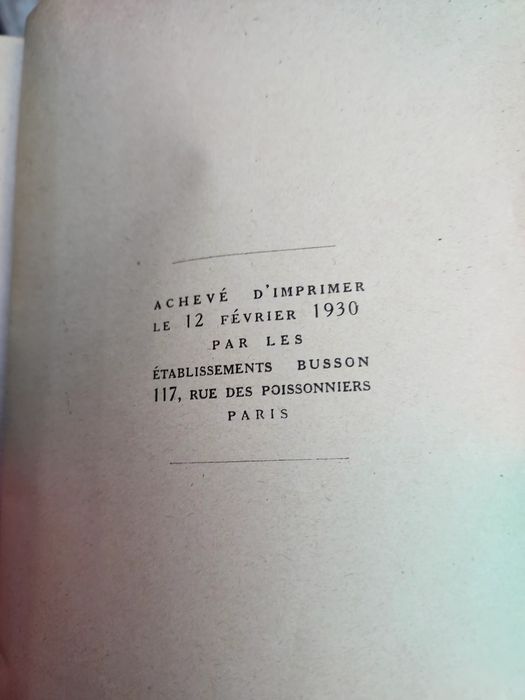 ACHEVÉ D'IMPRIMER
LE 12 FÉVRIER 1930
PAR LES
ÉTABLISSEMENTS BUSSON
117, RUE DES POISSONNIERS
PARIS